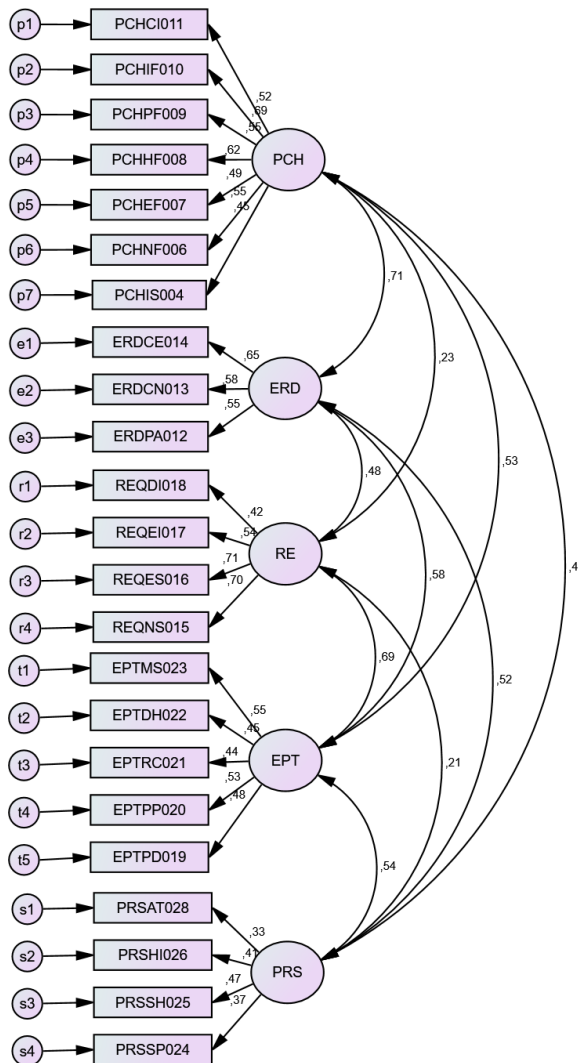 p1 PCHCI011
p2 PCHIF010
,52
,69
p3 PCHPF009
,55
p4 PCHHF008 ,62 PCH
,49
p5 PCHEF007 ,55
,45
p6 PCHNF006
,71
p7 PCHIS004
e1 ERDCE014
,65
,23
e2 ERDCN013 ,58 ERD
,55
e3 ERDPA012
,53
,48
r1 REQDI018
,42
r2 REQEI017 ,54
RE
,71
r3 REQES016 ,70
,58
,4
r4 REQNS015
,69
t1 EPTMS023
,52
,55
t2 EPTDH022
,45
t3 EPTRC021 ,44 EPT
,21
,53
t4 EPTPP020 ,48
t5 EPTPD019
,54
s1 PRSAT028
,33
s2 PRSHI026 ,41
PRS
,47
s3 PRSSH025 ,37
s4 PRSSP024